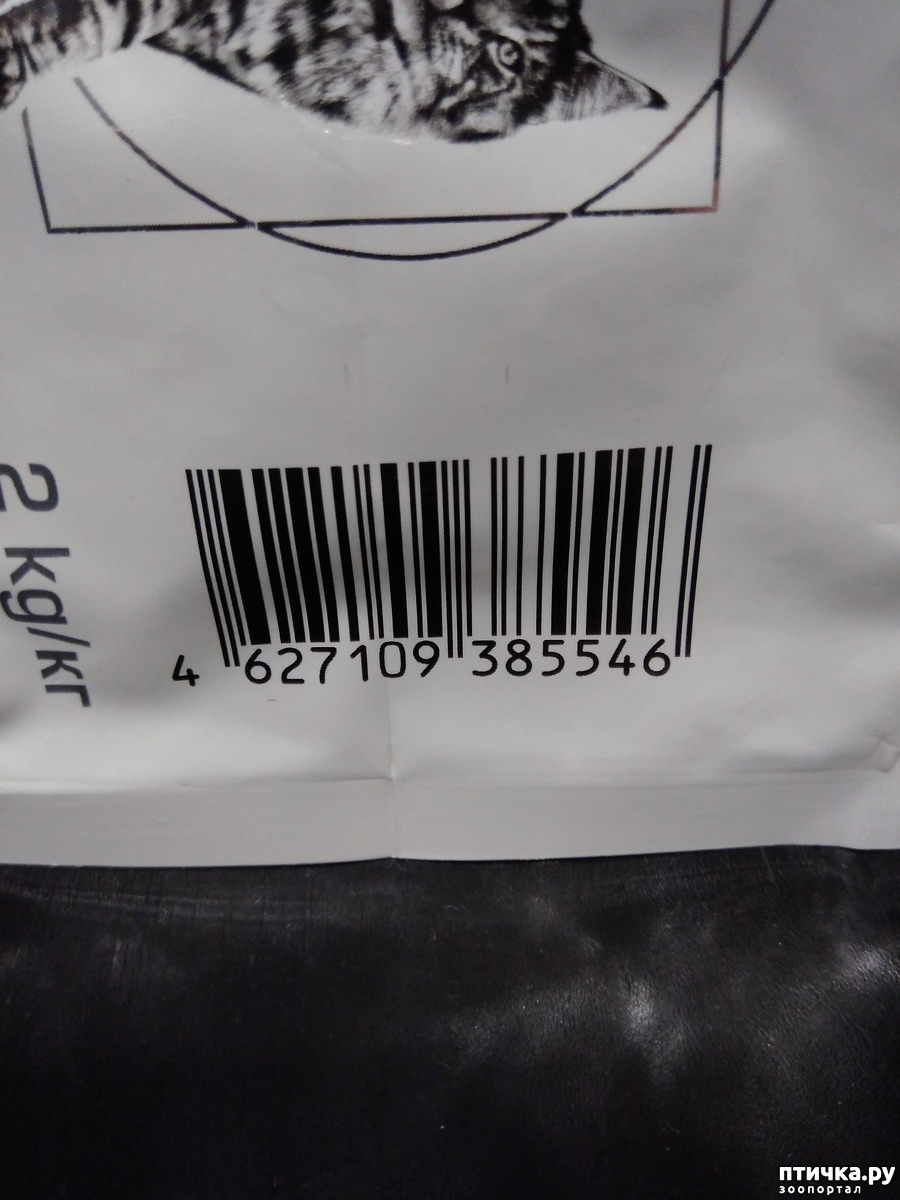 2 kg/кг
4 627109 385546
птичка.ру
зоопортал